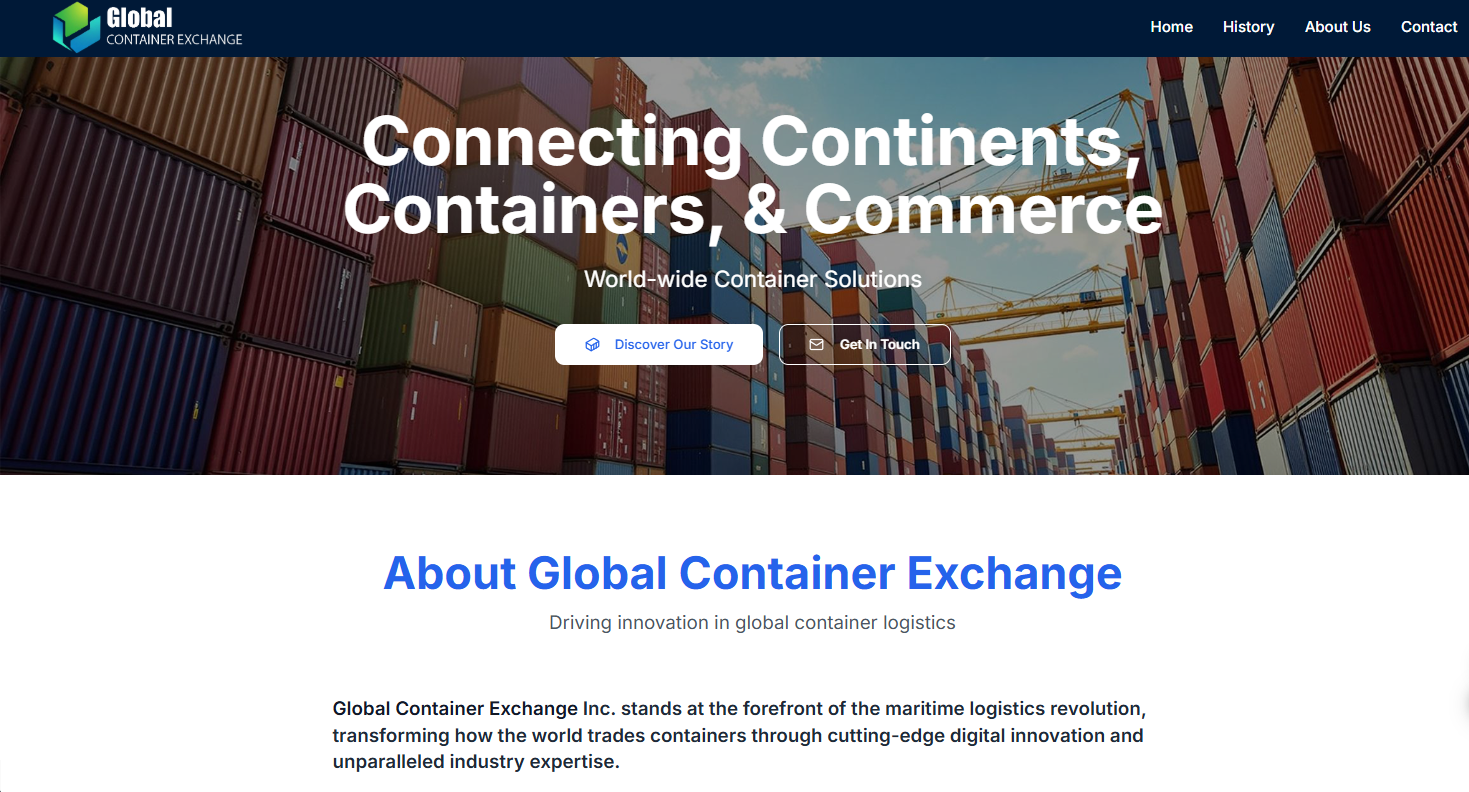 Global
CONTAINER EXCHANGE
Home
History
About Us
Contact
Connecting Continents,
Containers, & Commerce
World-wide Container Solutions
Discover Our Story
Get In Touch
About Global Container Exchange
Driving innovation in global container logistics
Global Container Exchange Inc. stands at the forefront of the maritime logistics revolution,
transforming how the world trades containers through cutting-edge digital innovation and
unparalleled industry expertise.